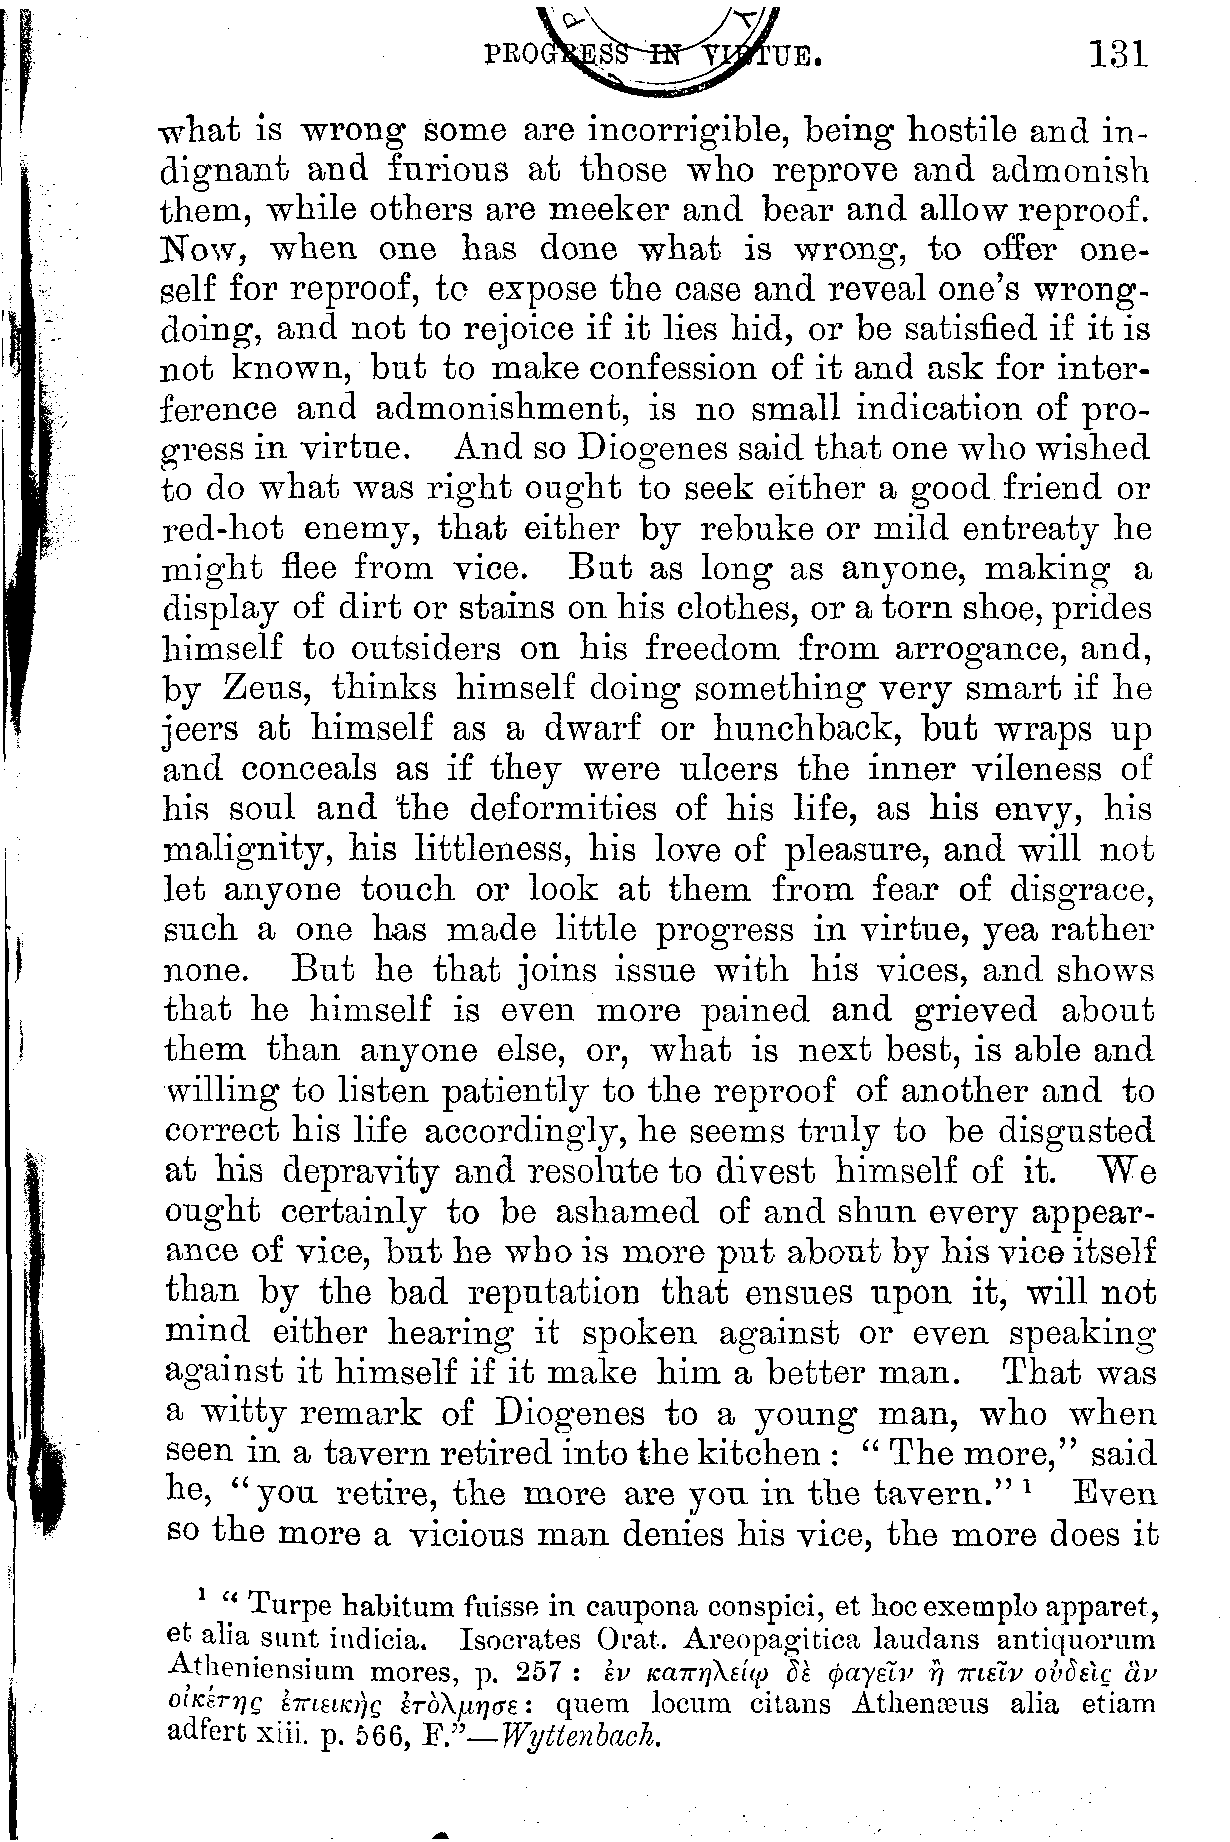 PROGRESS IN VIRTUE. 131
what is wrong some are incorrigible, being hostile and in-
dignant and furious at those who reprove and admonish
them, while others are meeker and bear and allow reproof.
Now, when one has done what is wrong, to offer one-
self for reproof, to expose the case and reveal one's wrong-
doing, and not to rejoice if it lies hid, or be satisfied if it is
not known, but to make confession of it and ask for inter-
ference and admonishment, is no small indication of pro-
gress in virtue. And so Diogenes said that one who wished
to do what was right ought to seek either a good friend or
red-hot enemy, that either by rebuke or mild entreaty he
might flee from vice. But as long as anyone, making a
display of dirt or stains on his clothes, or a torn shoe, prides
himself to outsiders on his freedom from arrogance, and,
by Zeus, thinks himself doing something very smart if he
jeers at himself as a dwarf or hunchback, but wraps up
and conceals as if they were ulcers the inner vileness of
his soul and the deformities of his life, as his envy, his
malignity, his littleness, his love of pleasure, and will not
let anyone touch or look at them from fear of disgrace,
such a one has made little progress in virtue, yea rather
none. But he that joins issue with his vices, and shows
that he himself is even more pained and grieved about
them than anyone else, or, what is next best, is able and
willing to listen patiently to the reproof of another and to
correct his life accordingly, he seems truly to be disgusted
at his depravity and resolute to divest himself of it. We
ought certainly to be ashamed of and shun every appear-
ance of vice, but he who is more put about by his vice itself
than by the bad reputation that ensues upon it, will not
mind either hearing it spoken against or even speaking
against it himself if it make him a better man. That was
a witty remark of Diogenes to a young man, who when
seen in a tavern retired into the kitchen : “ The more,” said
he, “ you retire, the more are you in the tavern.” ¹ Even
so the more a vicious man denies his vice, the more does it
¹ “ Turpe habitum fuisse in caupona conspici, et hoc exemplo apparet,
et alia sunt indicia. Isocrates Orat. Areopagitica laudans antiquorum
Atheniensium mores, p. 257 : ἐν καπηλείῳ δὲ φαγεῖν ἢ πιεῖν οὐδεὶς ἂν
οἰκέτης ἐπιεικὴς ἐτόλμησε : quem locum citans Athenæus alia etiam
adfert xiii. p. 566, F.”—Wyttenbach.